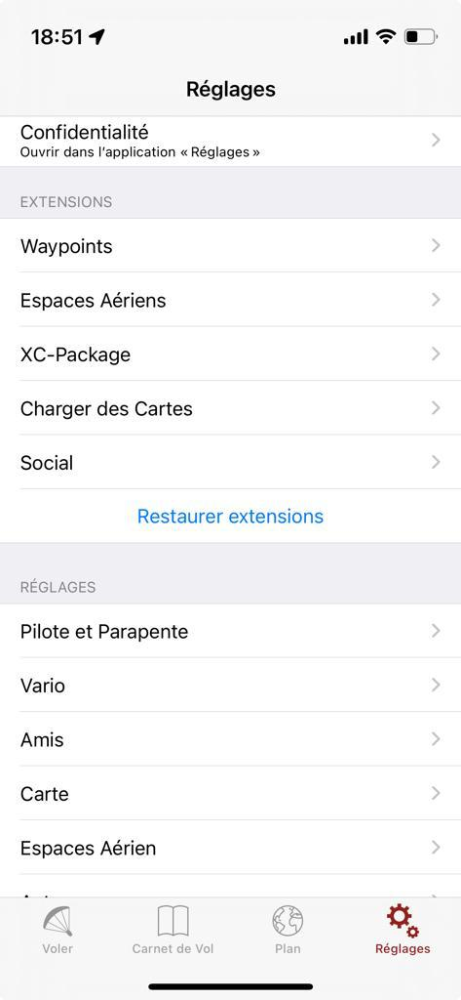 18:51
Réglages
Confidentialité
Ouvrir dans l'application « Réglages »
EXTENSIONS
Waypoints
Espaces Aériens
XC-Package
Charger des Cartes
Social
Restaurer extensions
RÉGLAGES
Pilote et Parapente
Vario
Amis
Carte
Espaces Aérien
Voler
Carnet de Vol
Plan
Réglages